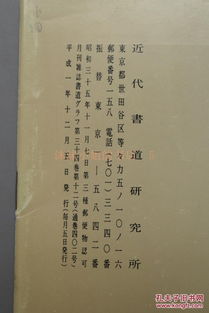 近代書道研究所
東京都世田谷区等々力五ノ一〇ノ一六
郵便番号一五八 電話(七〇一)三三四〇番
振替 東京 一 五八四二番
昭和三十五年十一月七日第三種郵便物認可
月刊雑誌書道グラフ第三十四巻第十二号(通巻四〇二号)
平成一年十二月五日発行(毎月五日発行)